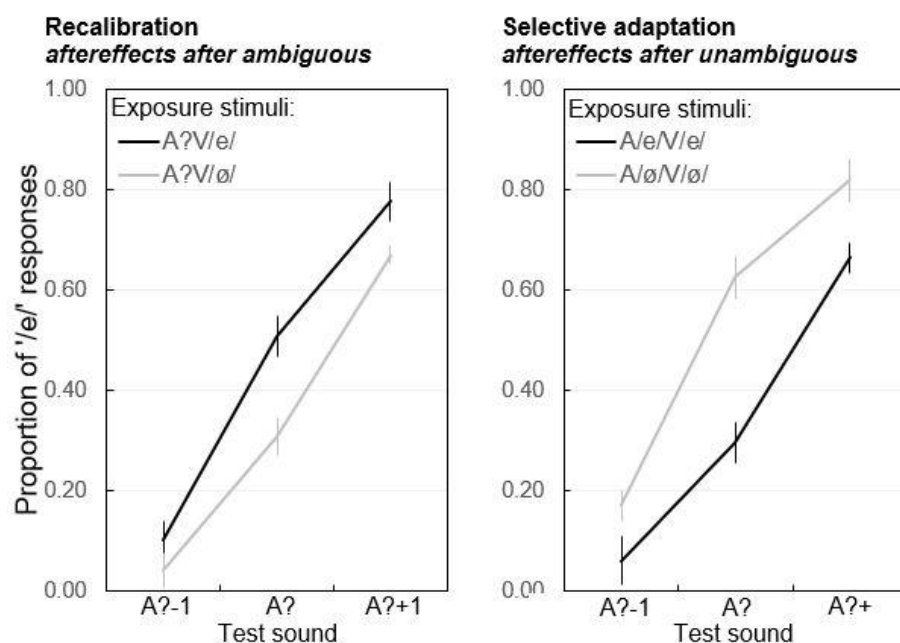 Recalibration
aftereffects after ambiguous
1.00
Exposure stimuli:
A?V/e/
A?V/ø/
0.80
0.60
0.40
0.20
0.00
Proportion of '/e/' responses
A?-1 A? A?+1
Test sound
Selective adaptation
aftereffects after unambiguous
1.00
Exposure stimuli:
A/e/V/e/
A/ø/V/ø/
0.80
0.60
0.40
0.20
0.00
A?-1 A? A?+
Test sound